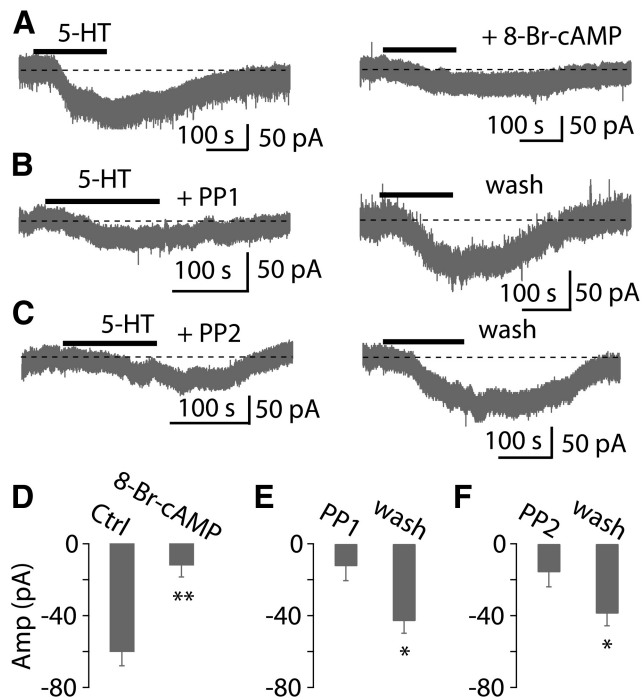 A
5-HT
+ 8-Br-cAMP
100 s
50 pA
100 s
50 pA
B
5-HT
+ PP1
wash
100 s
50 pA
100 s
50 pA
C
5-HT
+ PP2
wash
100 s
50 pA
100 s
50 pA
D
Ctrl
8-Br-cAMP
E
PP1
wash
F
PP2
wash
Amp (pA)
0
-40
-80
**
0
-40
-80
*
0
-40
-80
*